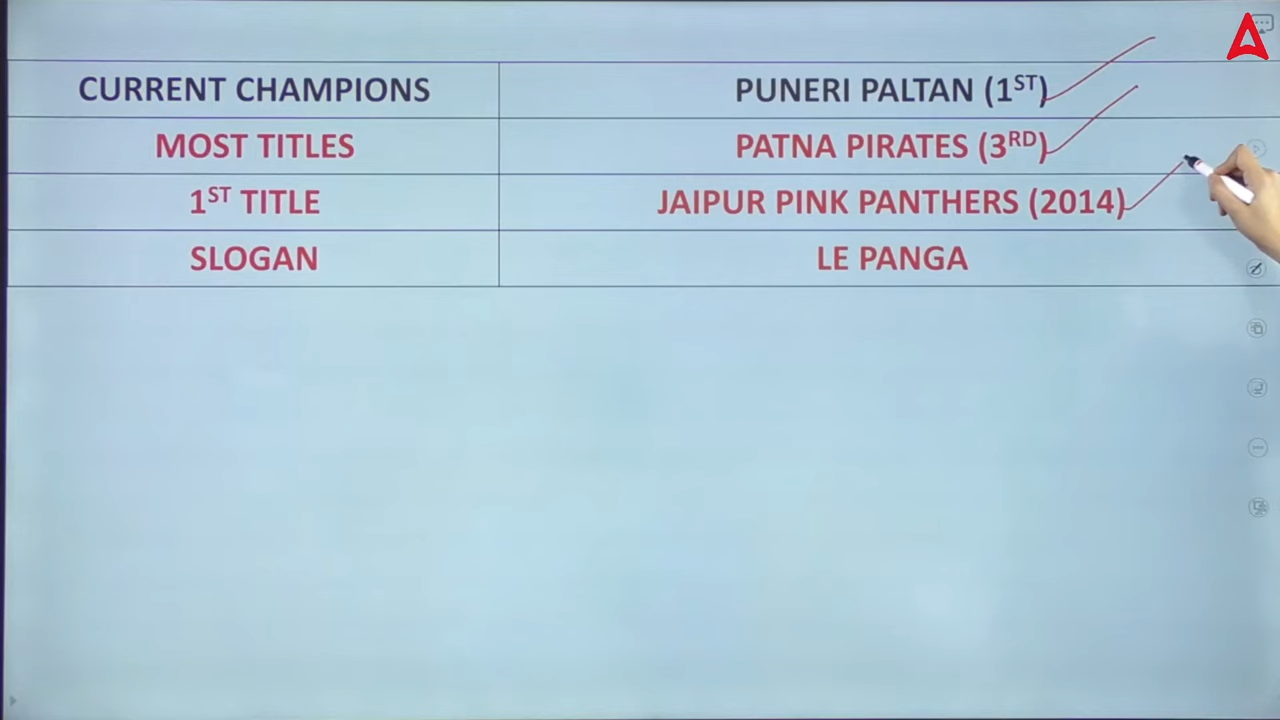 CURRENT CHAMPIONS PUNERI PALTAN (1ST)
MOST TITLES PATNA PIRATES (3RD)
1ST TITLE JAIPUR PINK PANTHERS (2014)
SLOGAN LE PANGA